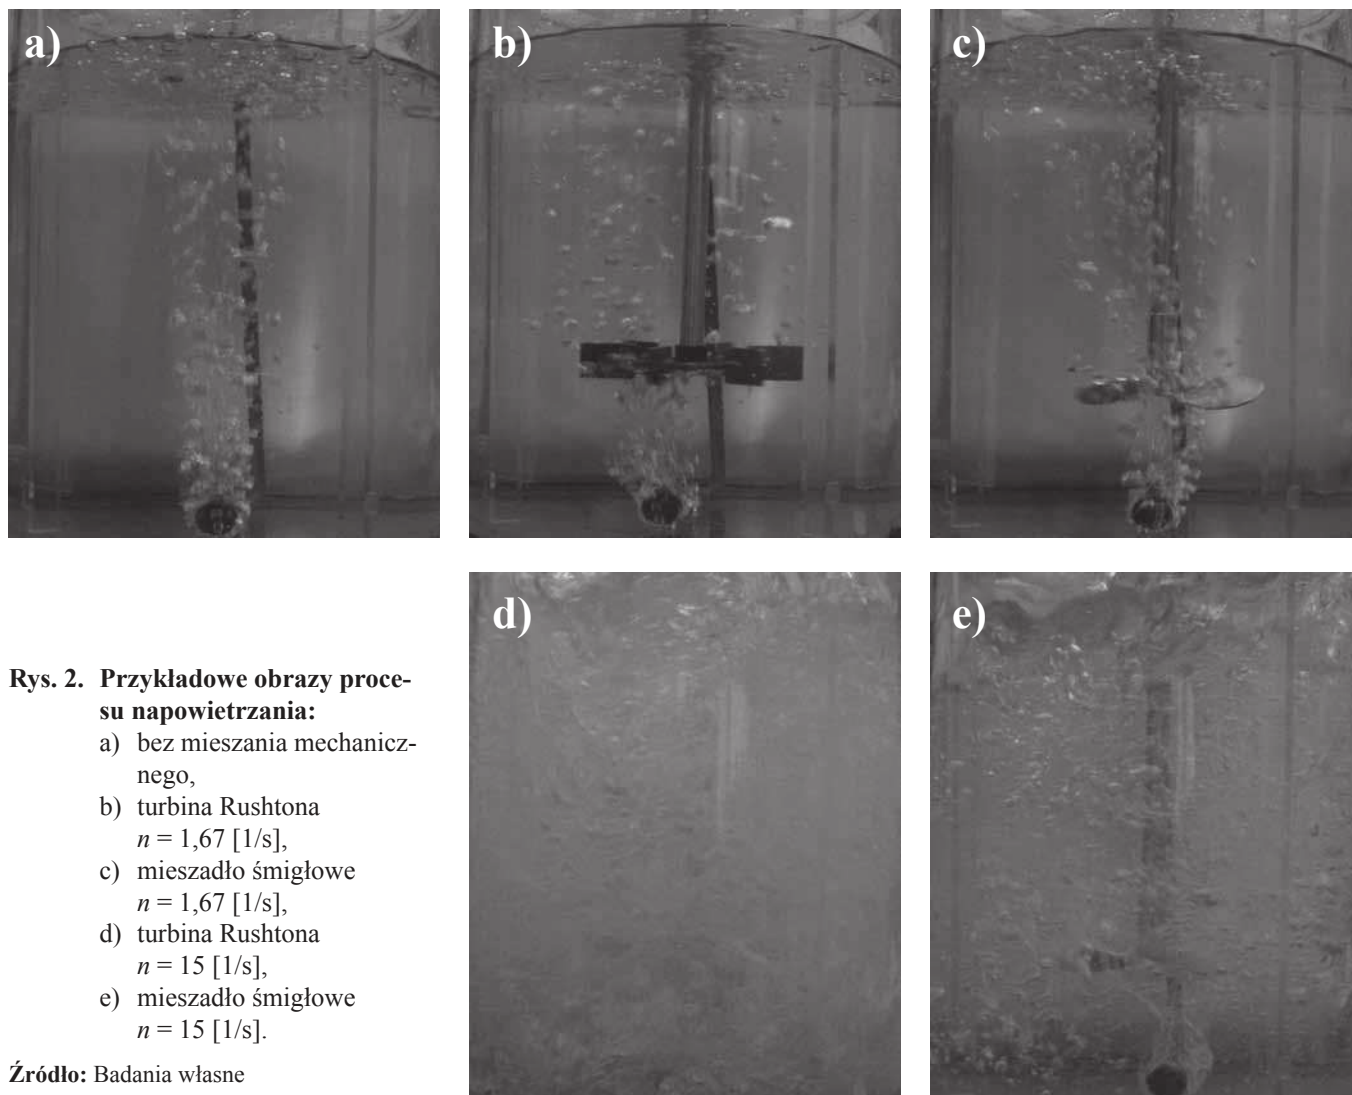 a)
b)
c)
d)
e)
Rys. 2. Przykładowe obrazy proce-
su napowietrzania:
a) bez mieszania mechanicz-
nego,
b) turbina Rushtona
n = 1,67 [1/s],
c) mieszadło śmigłowe
n = 1,67 [1/s],
d) turbina Rushtona
n = 15 [1/s],
e) mieszadło śmigłowe
n = 15 [1/s].
Źródło: Badania własne